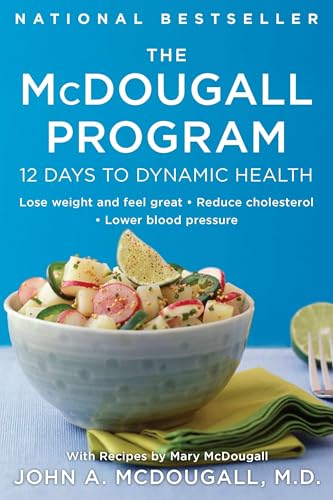 NATIONAL BESTSELLER
THE
McDOUGALL
PROGRAM
12 DAYS TO DYNAMIC HEALTH
Lose weight and feel great • Reduce cholesterol
• Lower blood pressure
With Recipes by Mary McDougall
JOHN A. MCDOUGALL, M.D.